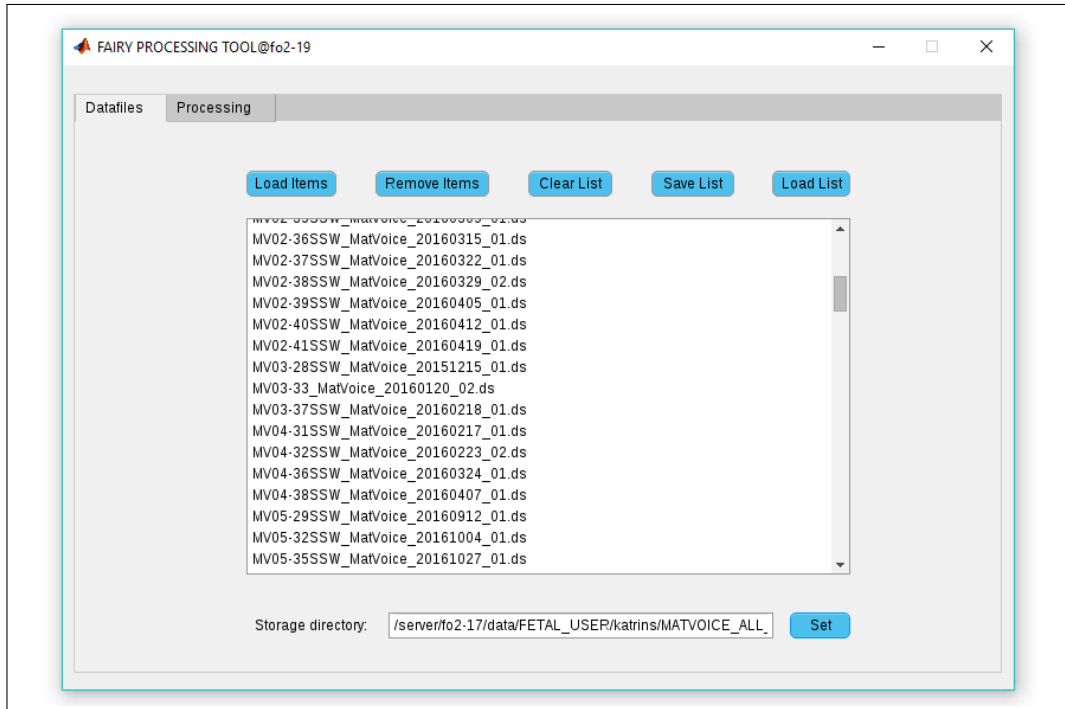 FAIRY PROCESSING TOOL@fo2-19
Datafiles Processing
Load Items Remove Items Clear List Save List Load List
MV02-36SSW_MatVoice_20160315_01.ds
MV02-37SSW_MatVoice_20160322_01.ds
MV02-38SSW_MatVoice_20160329_02.ds
MV02-39SSW_MatVoice_20160405_01.ds
MV02-40SSW_MatVoice_20160412_01.ds
MV02-41SSW_MatVoice_20160419_01.ds
MV03-28SSW_MatVoice_20151215_01.ds
MV03-33_MatVoice_20160120_02.ds
MV03-37SSW_MatVoice_20160218_01.ds
MV04-31SSW_MatVoice_20160217_01.ds
MV04-32SSW_MatVoice_20160223_02.ds
MV04-36SSW_MatVoice_20160324_01.ds
MV04-38SSW_MatVoice_20160407_01.ds
MV05-29SSW_MatVoice_20160912_01.ds
MV05-32SSW_MatVoice_20161004_01.ds
MV05-35SSW_MatVoice_20161027_01.ds
Storage directory: /server/fo2-17/data/FETAL_USER/katrins/MATVOICE_ALL_ Set